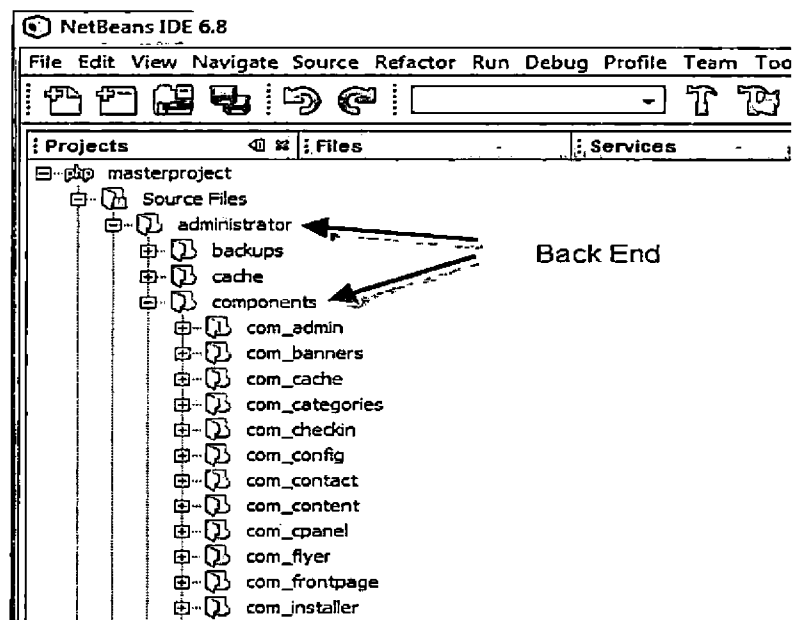 NetBeans IDE 6.8
File Edit View Navigate Source Refactor Run Debug Profile Team Too
Projects Files Services
php masterproject
Source Files
administrator
backups
Back End
cache
components
com_admin
com_banners
com_cache
com_categories
com_checkin
com_config
com_contact
com_content
com_cpanel
com_flyer
com_frontpage
com_installer